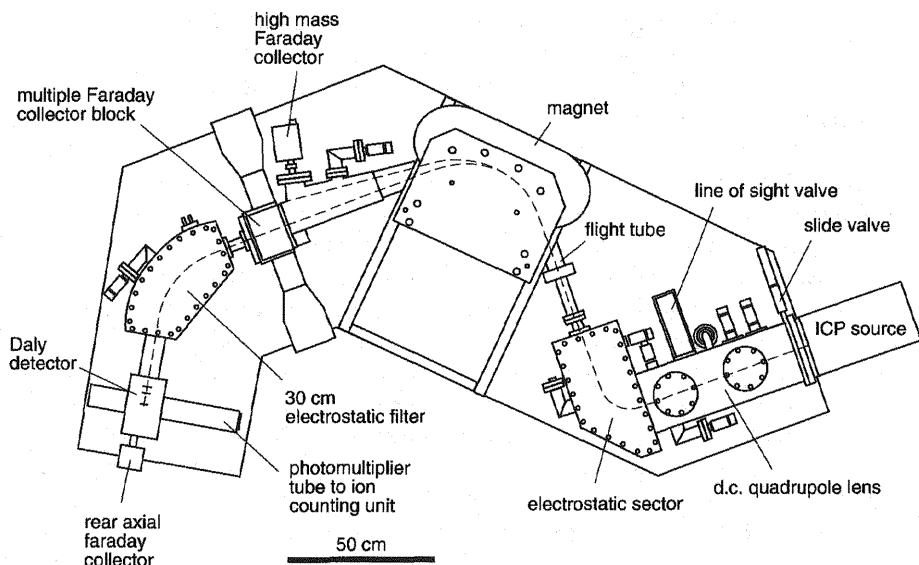 high mass
Faraday
collector
multiple Faraday
collector block
magnet
line of sight valve
slide valve
flight tube
ICP source
Daly
detector
30 cm
electrostatic filter
photomultiplier
tube to ion
counting unit
rear axial
faraday
collector
electrostatic sector
d.c. quadrupole lens
50 cm